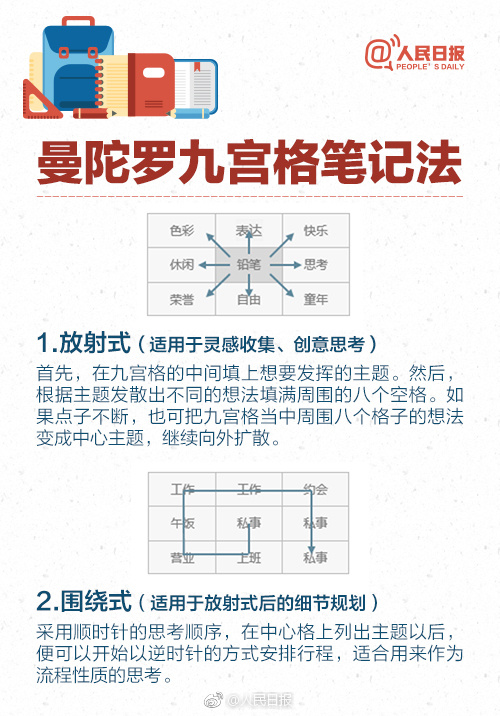 @人民日报
PEOPLE'S DAILY
曼陀罗九宫格笔记法
色彩 表达 快乐
休闲 铅笔 思考
荣誉 自由 童年
1.放射式（适用于灵感收集、创意思考）
首先，在九宫格的中间填上想要发挥的主题。然后，
根据主题发散出不同的想法填满周围的八个空格。如
果点子不断，也可把九宫格当中周围八个格子的想法
变成中心主题，继续向外扩散。
工作 工作 约会
午饭 私事 私事
营业 上班 私事
2.围绕式（适用于放射式后的细节规划）
采用顺时针的思考顺序，在中心格上列出主题以后，
便可以开始以逆时针的方式安排行程，适合用来作为
流程性质的思考。
@人民日报